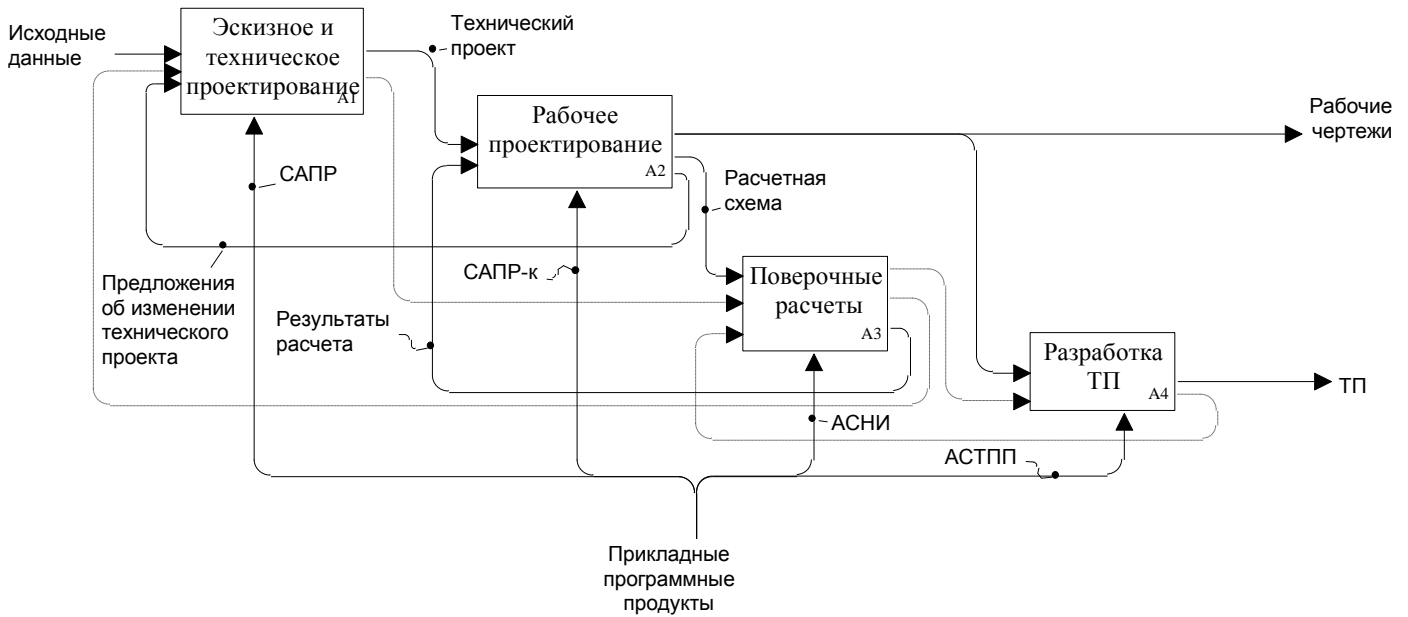 Исходные
данные
Эскизное и
техническое
проектирование
A1
Технический
проект
Рабочее
проектирование
A2
Рабочие
чертежи
САПР
Расчетная
схема
САПР-к
Предложения
об изменении
технического
проекта
Результаты
расчета
Поверочные
расчеты
A3
Разработка
ТП
A4
ТП
АСНИ
АСТПП
Прикладные
программные
продукты